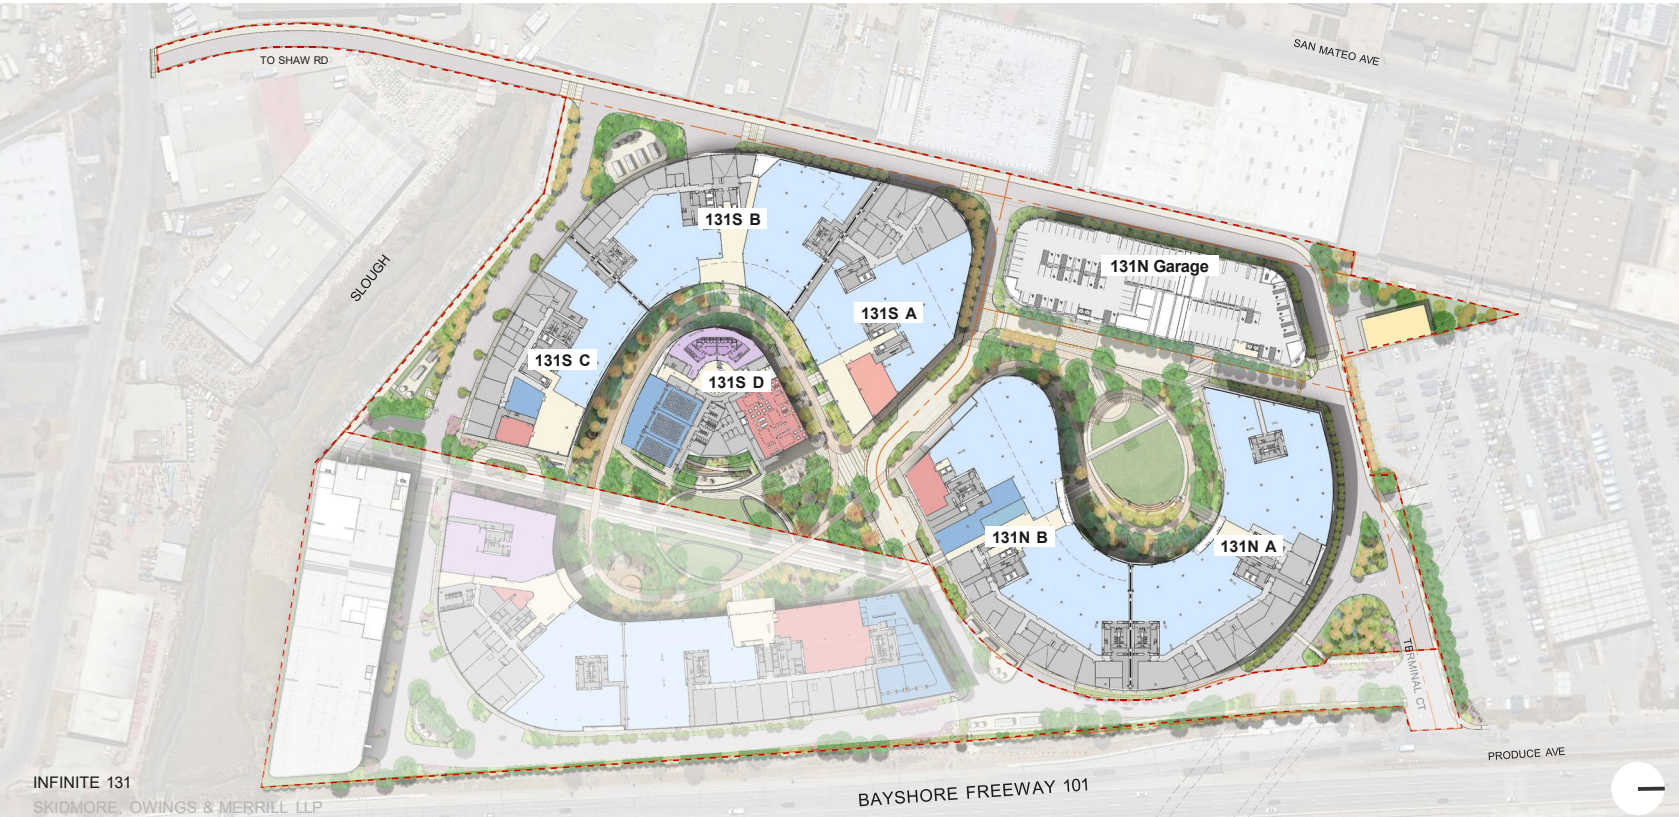 SAN MATEO AVE
TO SHAW RD
131S B
131N Garage
SLOUGH
131S A
131S C
131S D
131N B
131N A
TERMINAL CT
PRODUCE AVE
INFINITE 131
BAYSHORE FREEWAY 101
SKIDMORE, OWINGS & MERRILL LLP